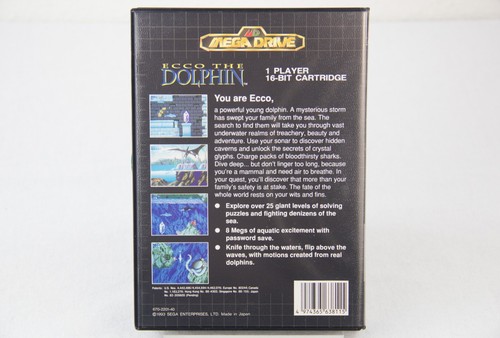 MEGA DRIVE
ECCO THE
DOLPHIN™
1 PLAYER
16-BIT CARTRIDGE
You are Ecco,
a powerful young dolphin. A mysterious storm
has swept your family from the sea. The
search to find them will take you through vast
underwater realms of treachery, beauty and
adventure. Use your sonar to discover hidden
caverns and unlock the secrets of crystal
glyphs. Charge packs of bloodthirsty sharks.
Dive deep... but don't linger too long, because
you're a mammal and need air to breathe. In
your quest, you'll discover that more than your
family's safety is at stake. The fate of the
whole world rests on your wits and fins.
• Explore over 25 giant levels of solving
puzzles and fighting denizens of the
sea.
• 8 Megs of aquatic excitement with
password save.
• Knife through the waters, flip above the
waves, with motions created from real
dolphins.
Patents: U.S. Nos.
(Pending)
©1993 SEGA ENTERPRISES, LTD. Made in Japan
4 974365 638115